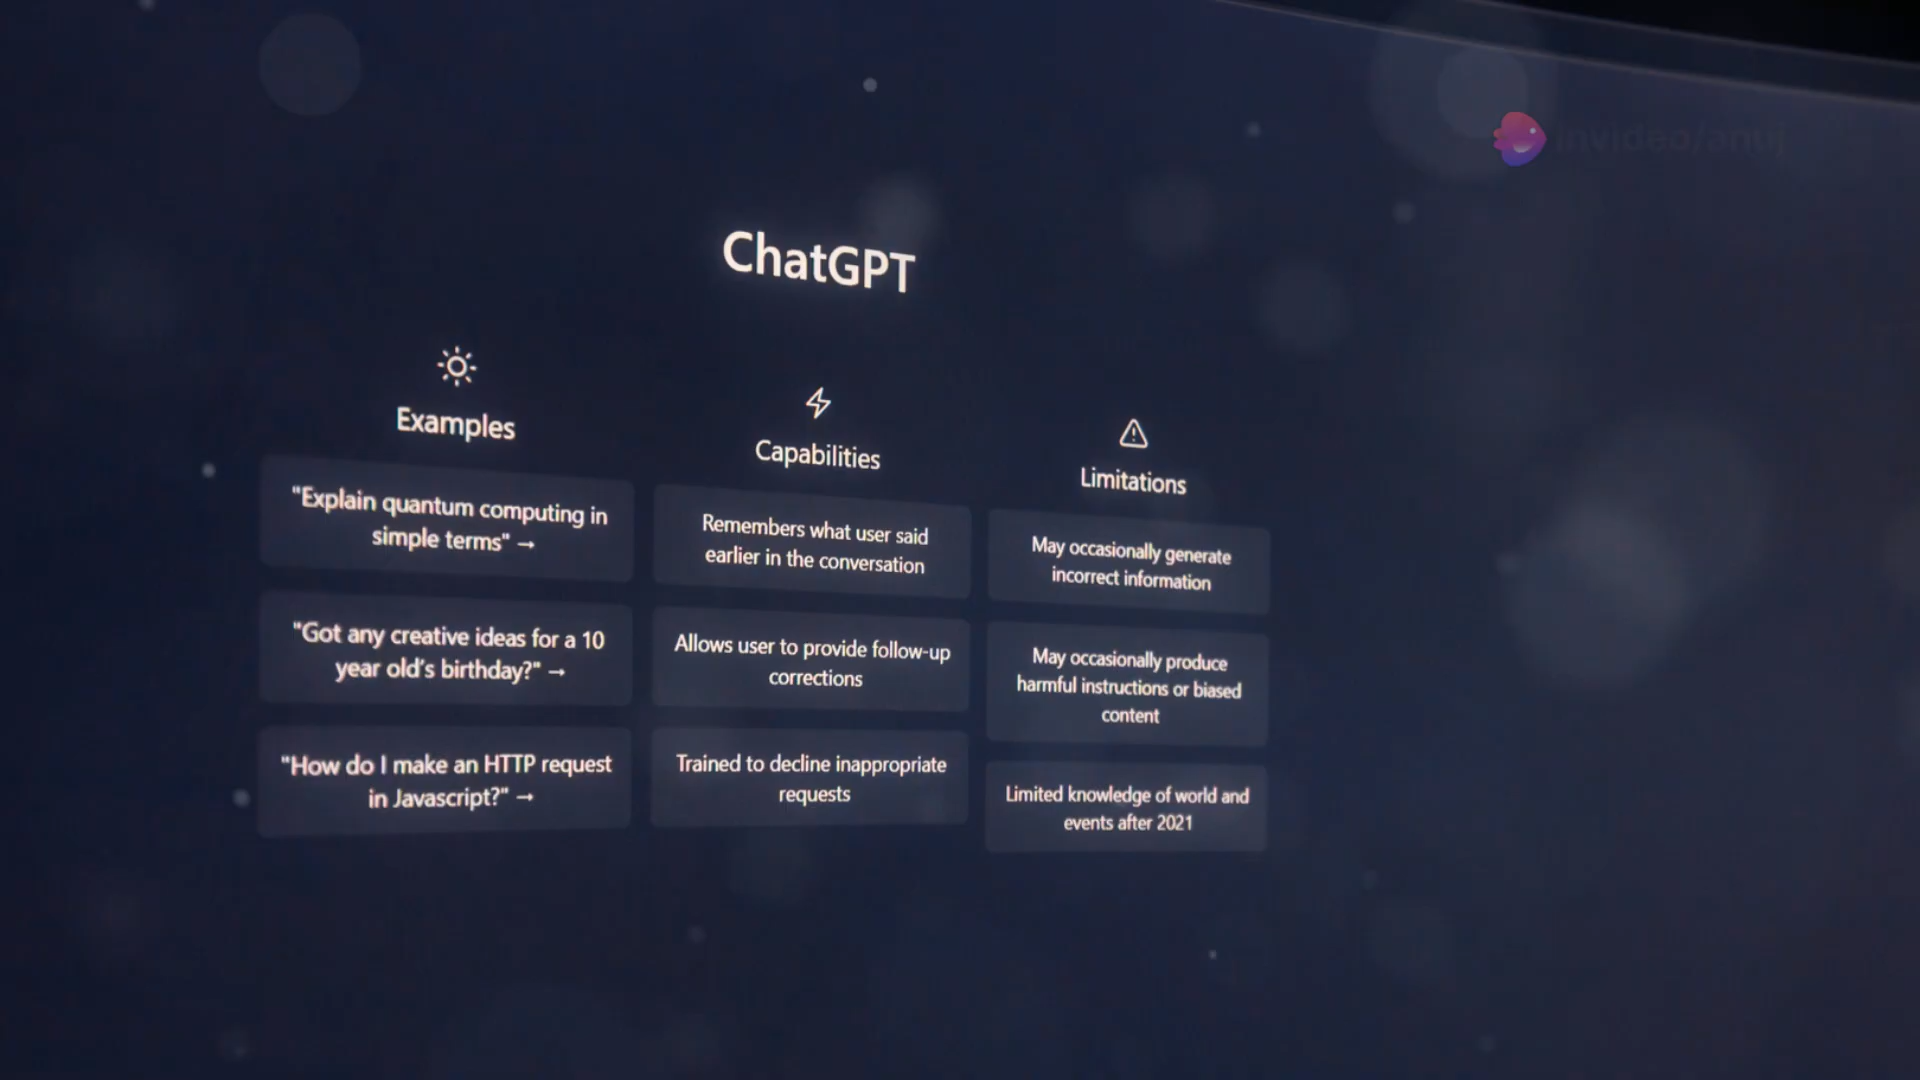 invideo/anuj
ChatGPT
Examples
"Explain quantum computing in
simple terms" →
"Got any creative ideas for a 10
year old's birthday?" →
"How do I make an HTTP request
in Javascript?" →
Capabilities
Remembers what user said
earlier in the conversation
Allows user to provide follow-up
corrections
Trained to decline inappropriate
requests
Limitations
May occasionally generate
incorrect information
May occasionally produce
harmful instructions or biased
content
Limited knowledge of world and
events after 2021